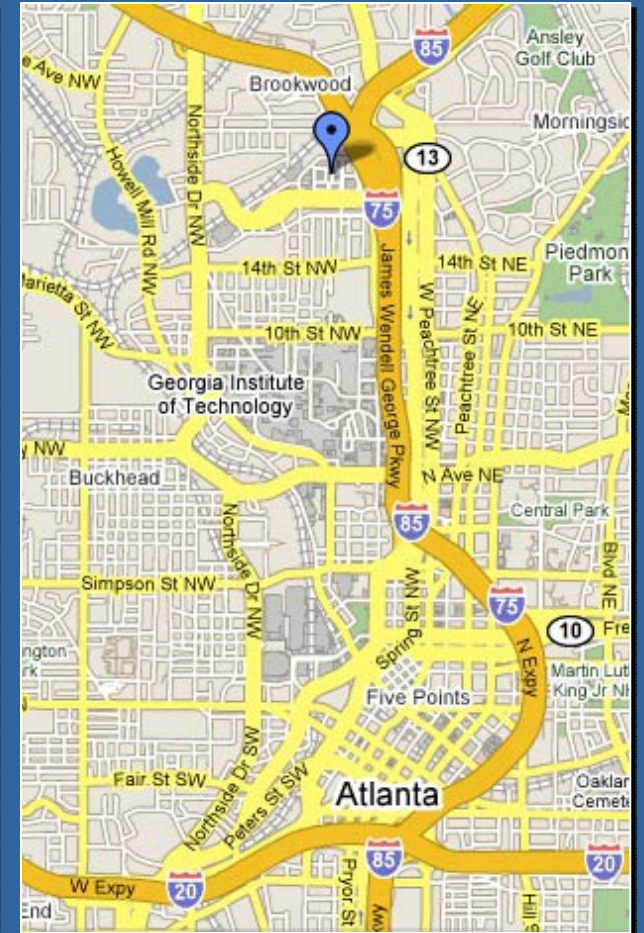 85
Ansley
Golf Club
e Ave NW
Brookwood
Northside Dr NW
Morningsid
13
Howell Mill Rd NW
75
James Wendell George Pkwy
W Peachtree St NW
Peachtree St NE
14th St NW
14th St NE
Piedmon
Park
arietta St NW
10th St NW
10th St NE
Georgia Institute
of Technology
y NW
Buckhead
N Ave NE
85
Central Park
Northside Dr NW
Blvd NE
Simpson St NW
75
Spring St NW
10
Fre
N Expy
ngton
rk
Martin Lut
King Jr NH
Five Points
Northside Dr SW
Peters St SW
Fair St SW
Atlanta
Oaklar
Cemete
85
20
W Expy
20
Pryor St
Hill S
End